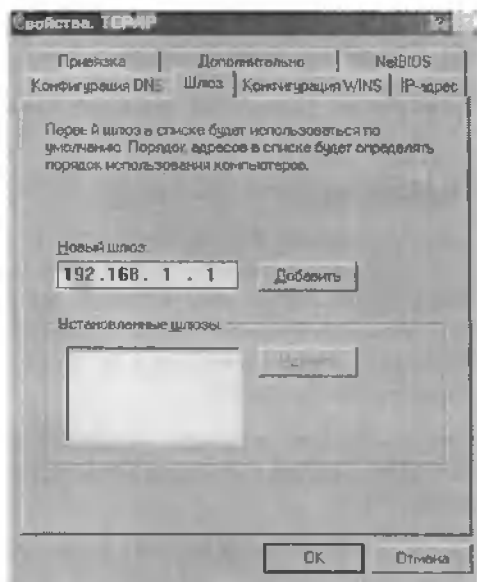 Свойства. TCP/IP
Привязка Дополнительно NetBIOS
Конфигурация DNS Шлюз Конфигурация WINS IP-адрес
Первый шлюз в списке будет использоваться по
умолчанию. Порядок адресов в списке будет определять
порядок использования компьютеров.
Новый шлюз:
192.168. 1 . 1 Добавить
Установленные шлюзы:
OK Отмена